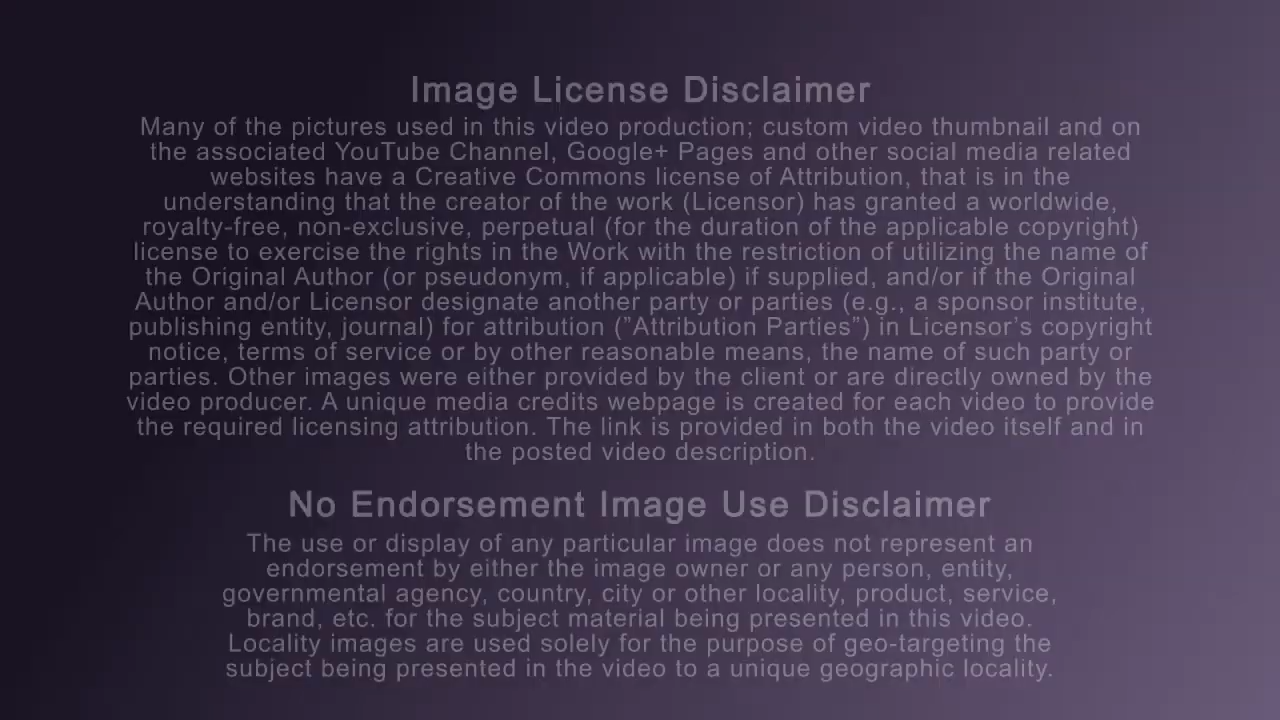 Image License Disclaimer
Many of the pictures used in this video production; custom video thumbnail and on
the associated YouTube Channel, Google+ Pages and other social media related
websites have a Creative Commons license of Attribution, that is in the
understanding that the creator of the work (Licensor) has granted a worldwide,
royalty-free, non-exclusive, perpetual (for the duration of the applicable copyright)
license to exercise the rights in the Work with the restriction of utilizing the name of
the Original Author (or pseudonym, if applicable) if supplied, and/or if the Original
Author and/or Licensor designate another party or parties (e.g., a sponsor institute,
publishing entity, journal) for attribution (”Attribution Parties”) in Licensor’s copyright
notice, terms of service or by other reasonable means, the name of such party or
parties. Other images were either provided by the client or are directly owned by the
video producer. A unique media credits webpage is created for each video to provide
the required licensing attribution. The link is provided in both the video itself and in
the posted video description.
No Endorsement Image Use Disclaimer
The use or display of any particular image does not represent an
endorsement by either the image owner or any person, entity,
governmental agency, country, city or other locality, product, service,
brand, etc. for the subject material being presented in this video.
Locality images are used solely for the purpose of geo-targeting the
subject being presented in the video to a unique geographic locality.